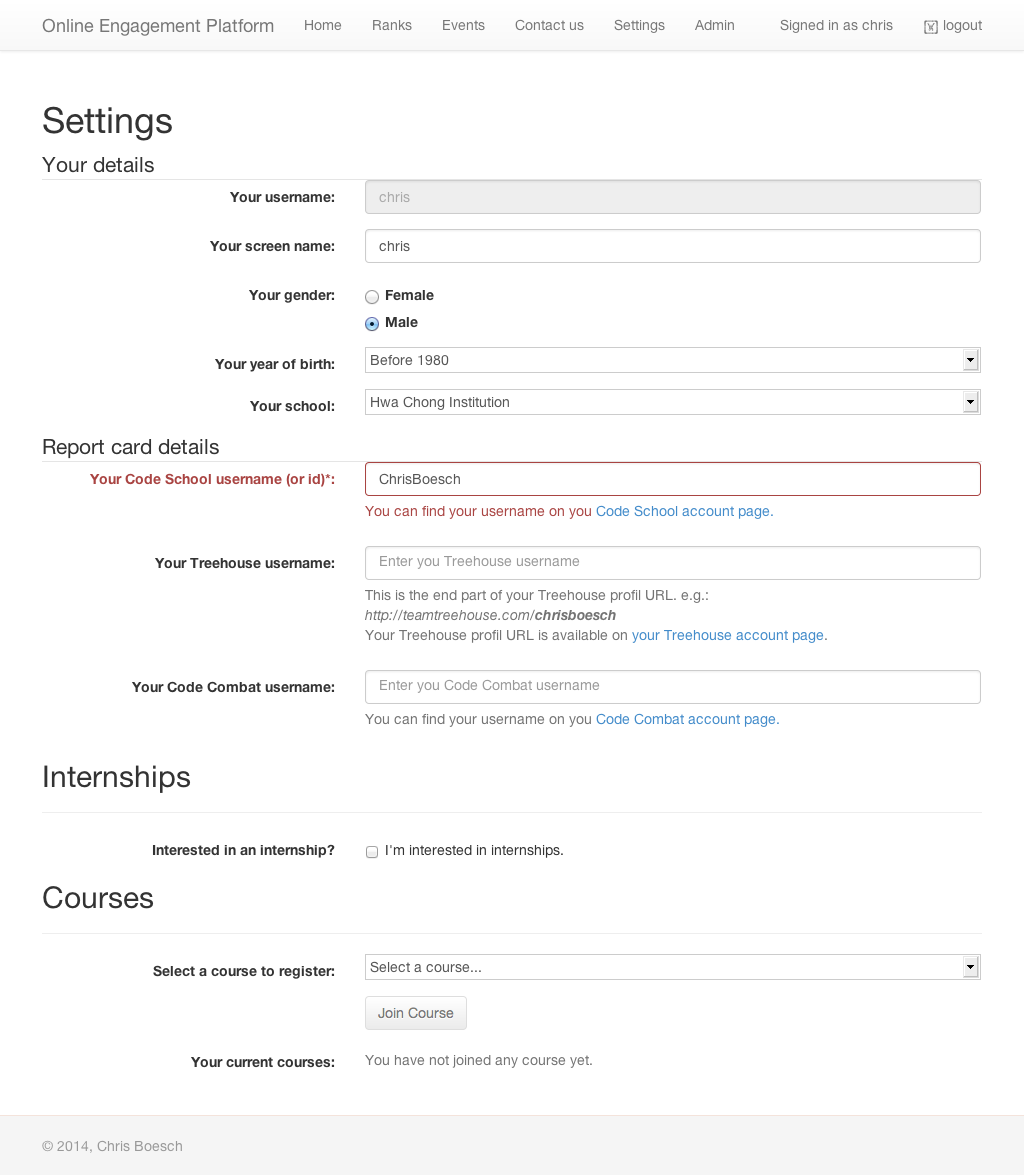 Online Engagement Platform Home Ranks Events Contact us Settings Admin Signed in as chris logout
Settings
Your details
Your username: chris
Your screen name: chris
Your gender: Female
Male
Your year of birth: Before 1980
Your school: Hwa Chong Institution
Report card details
Your Code School username (or id)*: ChrisBoesch
You can find your username on you Code School account page.
Your Treehouse username: Enter you Treehouse username
This is the end part of your Treehouse profil URL. e.g.:
http://teamtreehouse.com/chrisboesch
Your Treehouse profil URL is available on your Treehouse account page.
Your Code Combat username: Enter you Code Combat username
You can find your username on you Code Combat account page.
Internships
Interested in an internship? I'm interested in internships.
Courses
Select a course to register: Select a course...
Join Course
Your current courses: You have not joined any course yet.
© 2014, Chris Boesch